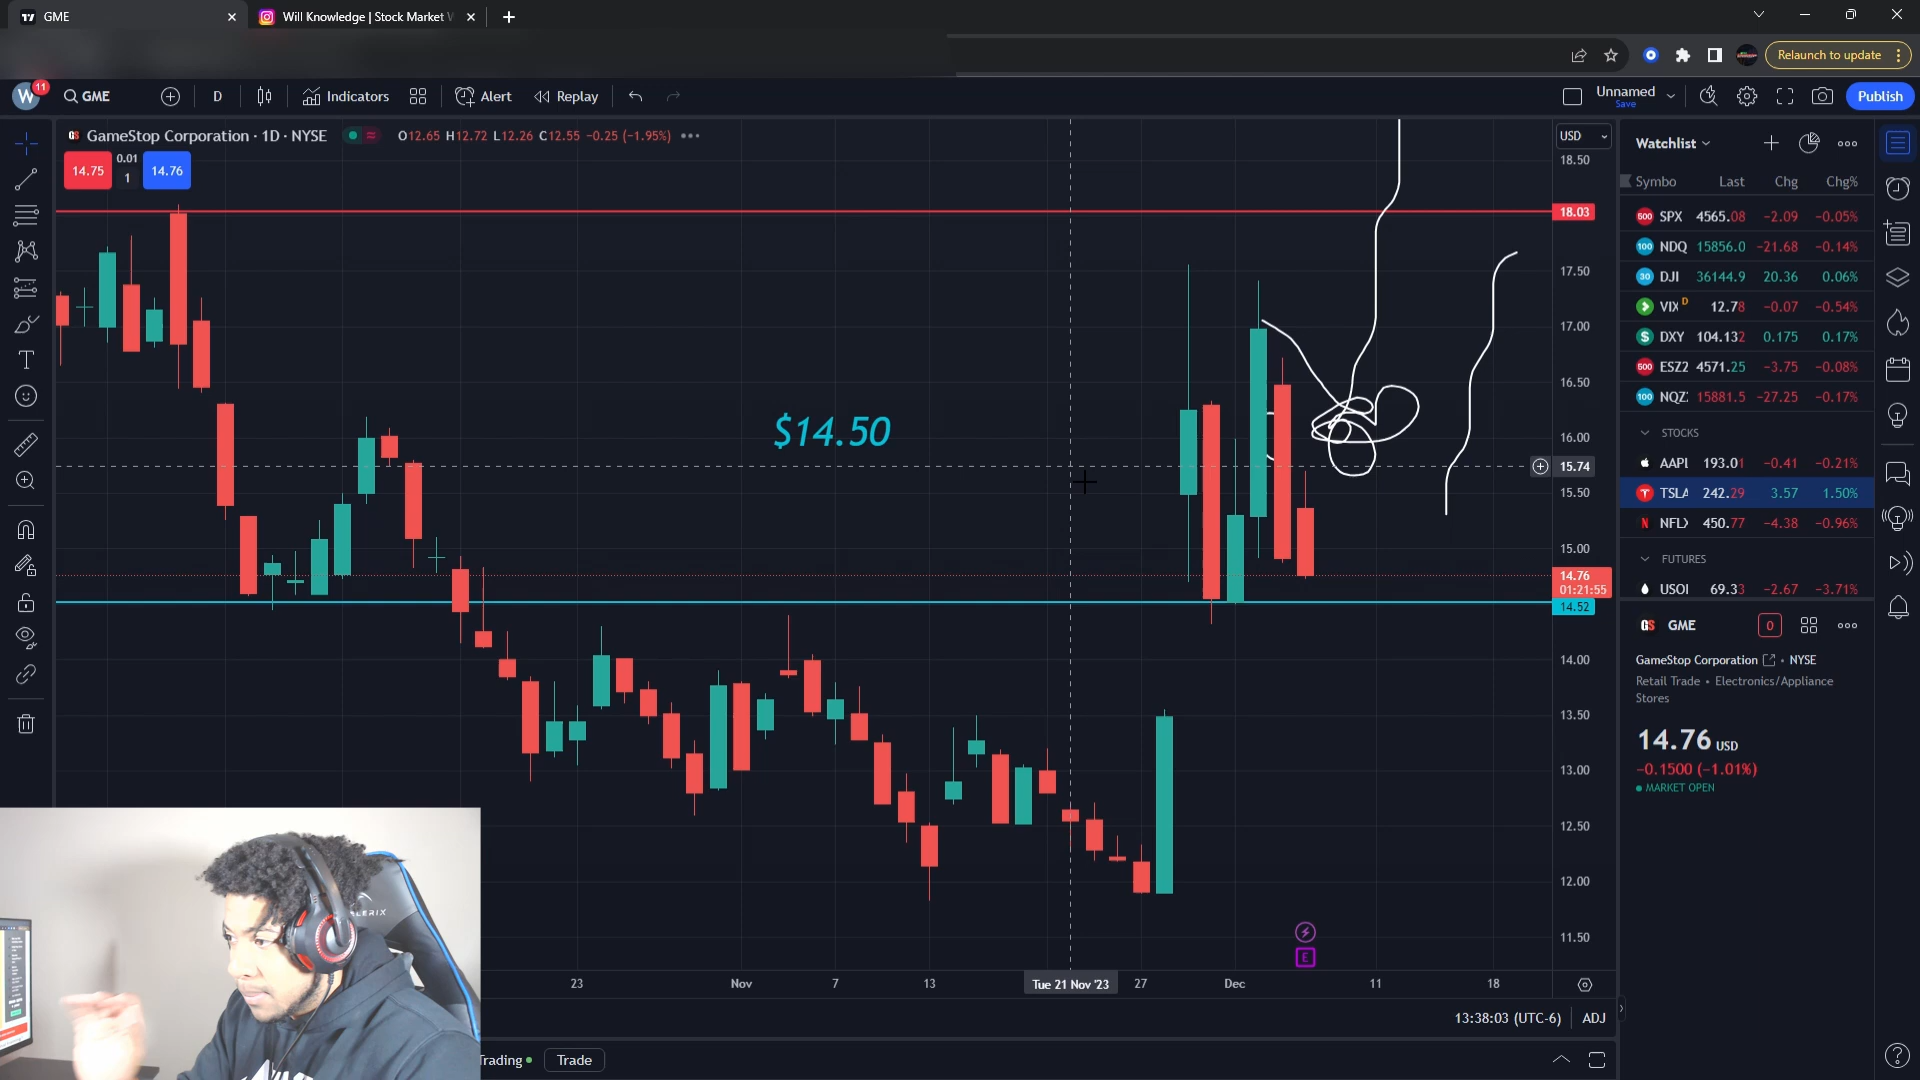 GME
Will Knowledge | Stock Market
Relaunch to update
W 11 GME D Indicators Alert Replay Unnamed Save Publish
GameStop Corporation · 1D · NYSE O12.65 H12.72 L12.26 C12.55 −0.25 (−1.95%)
14.75 0.01 1 14.76
USD
18.50
18.03
17.50
17.00
16.50
16.00
15.74
15.50
15.00
14.76
01:21:55
14.52
14.00
13.50
13.00
12.50
12.00
11.50
$14.50
E
23 Nov 7 13 Tue 21 Nov '23 27 Dec 11 18
13:38:03 (UTC-6) ADJ
Trading Trade
Watchlist
Symbo Last Chg Chg%
500 SPX 4565.08 −2.09 −0.05%
100 NDQ 15856.0 −21.68 −0.14%
30 DJI 36144.9 20.36 0.06%
VIX D 12.78 −0.07 −0.54%
$ DXY 104.132 0.175 0.17%
500 ESZ2 4571.25 −3.75 −0.08%
100 NQZ 15881.5 −27.25 −0.17%
STOCKS
AAPL 193.01 −0.41 −0.21%
TSLA 242.29 3.57 1.50%
NFLX 450.77 −4.38 −0.96%
FUTURES
USOI 69.33 −2.67 −3.71%
GS GME 0
GameStop Corporation • NYSE
Retail Trade • Electronics/Appliance
Stores
14.76 USD
−0.1500 (−1.01%)
MARKET OPEN